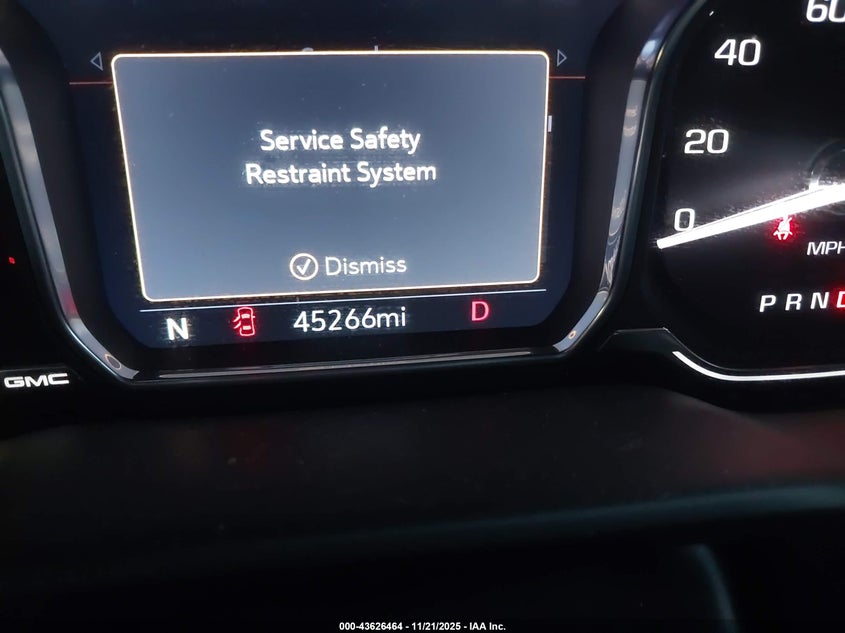 60
40
20
0
Service Safety
Restraint System
Dismiss
MPH
N 45266mi D
P R N D
GMC
000-43626464 - 11/21/2025 - IAA Inc.